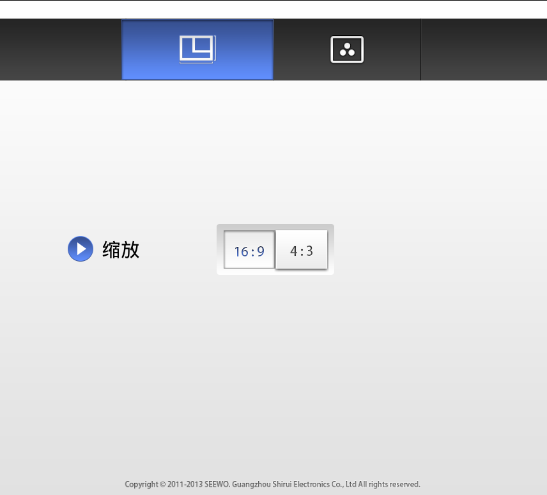 缩放
16:9 4:3
Copyright © 2011-2013 SEEWO. Guangzhou Shirui Electronics Co., Ltd All rights reserved.